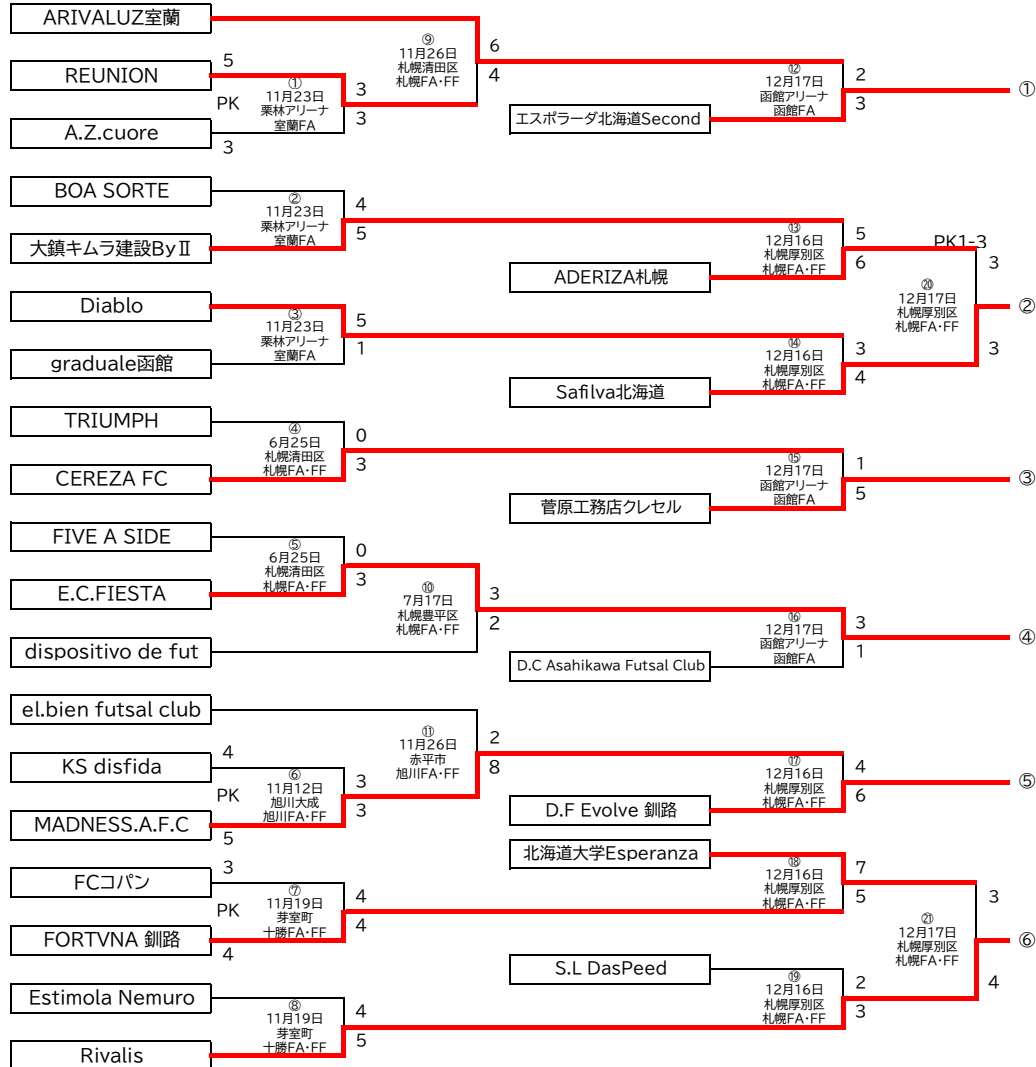 ARIVALUZ室蘭
REUNION
A.Z.cuore
5
PK
3
①
11月23日
栗林アリーナ
室蘭FA
3
3
⑨
11月26日
札幌清田区
札幌FA・FF
6
4
エスポラーダ北海道Second
⑫
12月17日
函館アリーナ
函館FA
2
3
①
BOA SORTE
大鎮キムラ建設ByⅡ
②
11月23日
栗林アリーナ
室蘭FA
4
5
ADERIZA札幌
⑬
12月16日
札幌厚別区
札幌FA・FF
5
6
PK1-3
Diablo
graduale函館
③
11月23日
栗林アリーナ
室蘭FA
5
1
Safilva北海道
⑭
12月16日
札幌厚別区
札幌FA・FF
3
4
⑳
12月17日
札幌厚別区
札幌FA・FF
3
3
②
TRIUMPH
CEREZA FC
④
6月25日
札幌清田区
札幌FA・FF
0
3
菅原工務店クレセル
⑮
12月17日
函館アリーナ
函館FA
1
5
③
FIVE A SIDE
E.C.FIESTA
dispositivo de fut
⑤
6月25日
札幌清田区
札幌FA・FF
0
3
⑩
7月17日
札幌豊平区
札幌FA・FF
3
2
D.C Asahikawa Futsal Club
⑯
12月17日
函館アリーナ
函館FA
3
1
④
el.bien futsal club
KS disfida
MADNESS.A.F.C
4
PK
5
⑥
11月12日
旭川大成
旭川FA・FF
3
3
⑪
11月26日
赤平市
旭川FA・FF
2
8
D.F Evolve 釧路
⑰
12月16日
札幌厚別区
札幌FA・FF
4
6
⑤
北海道大学Esperanza
FCコパン
FORTVNA 釧路
3
PK
4
⑦
11月19日
芽室町
十勝FA・FF
4
4
⑱
12月16日
札幌厚別区
札幌FA・FF
7
5
S.L DasPeed
Estimola Nemuro
Rivalis
⑧
11月19日
芽室町
十勝FA・FF
4
5
⑲
12月16日
札幌厚別区
札幌FA・FF
2
3
㉑
12月17日
札幌厚別区
札幌FA・FF
3
4
⑥